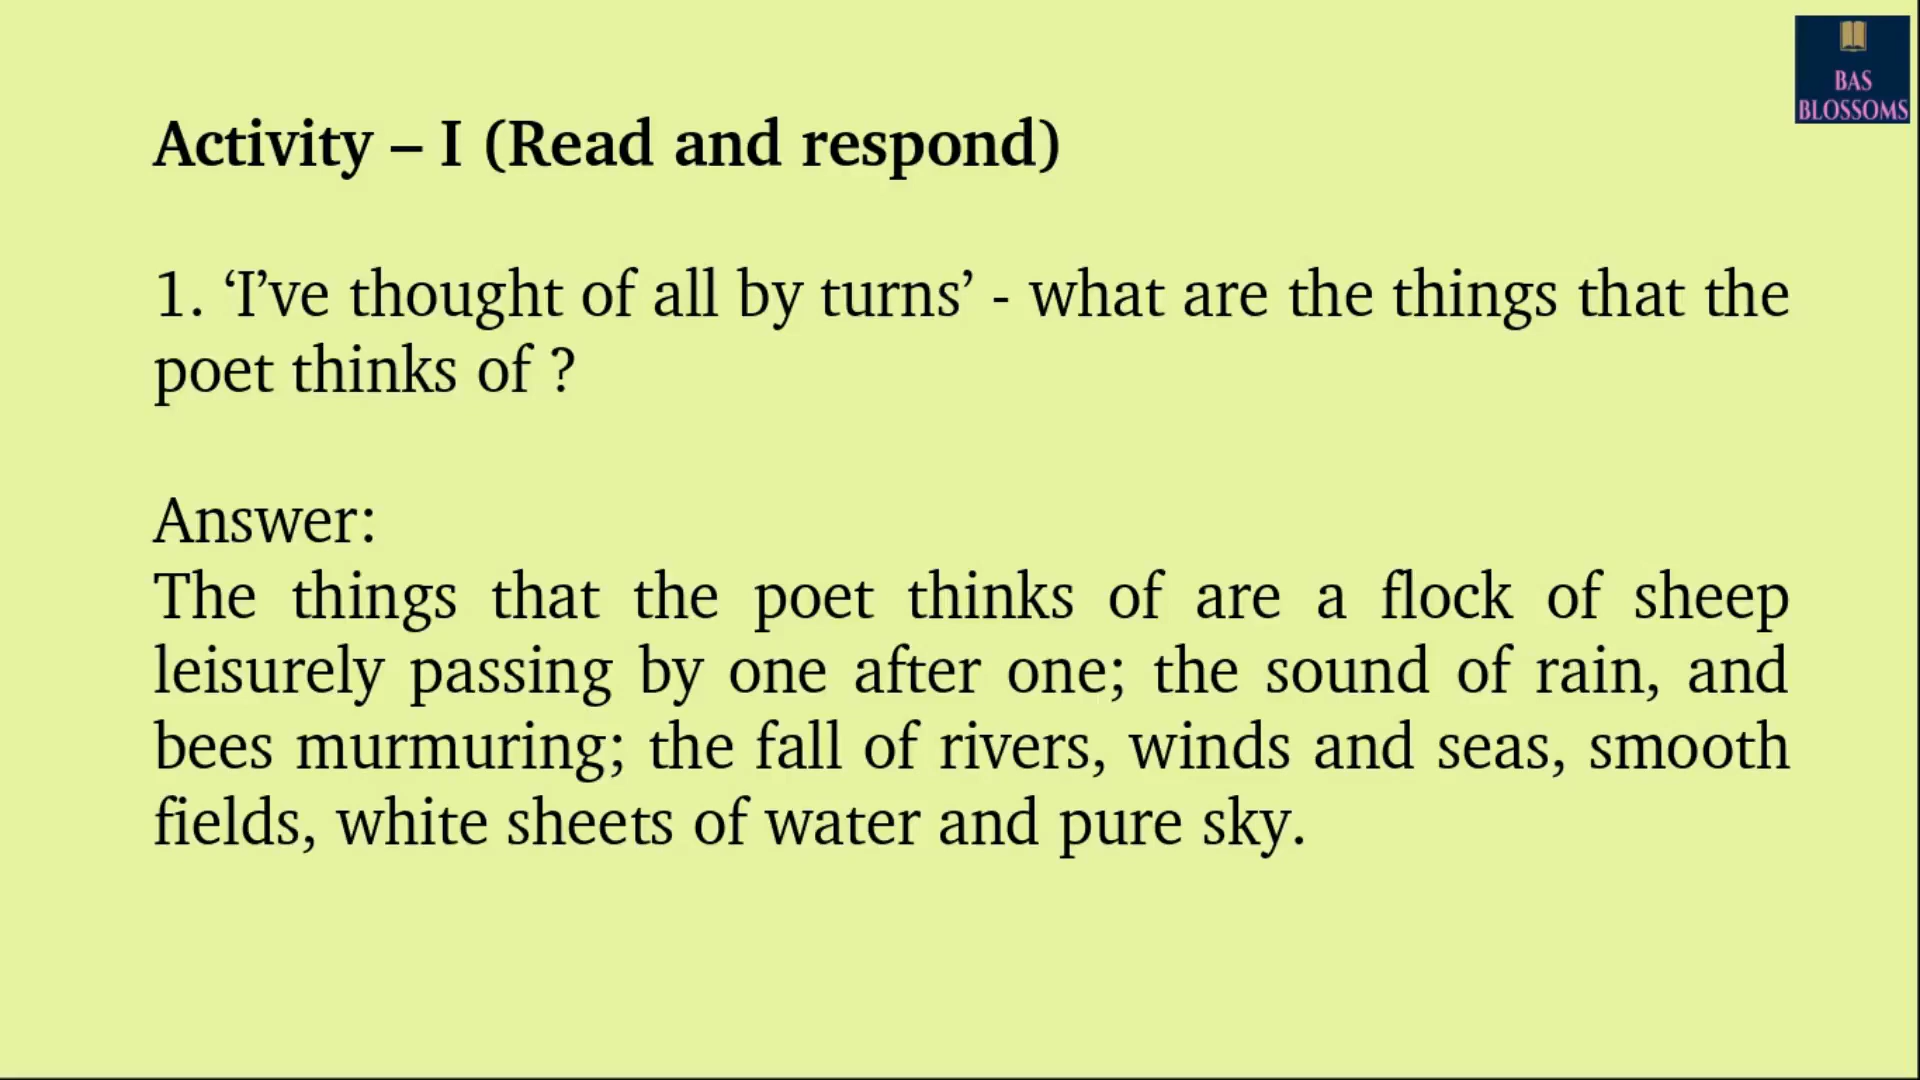 BAS
BLOSSOMS
Activity – I (Read and respond)
1. ‘I’ve thought of all by turns’ - what are the things that the
poet thinks of ?
Answer:
The things that the poet thinks of are a flock of sheep
leisurely passing by one after one; the sound of rain, and
bees murmuring; the fall of rivers, winds and seas, smooth
fields, white sheets of water and pure sky.